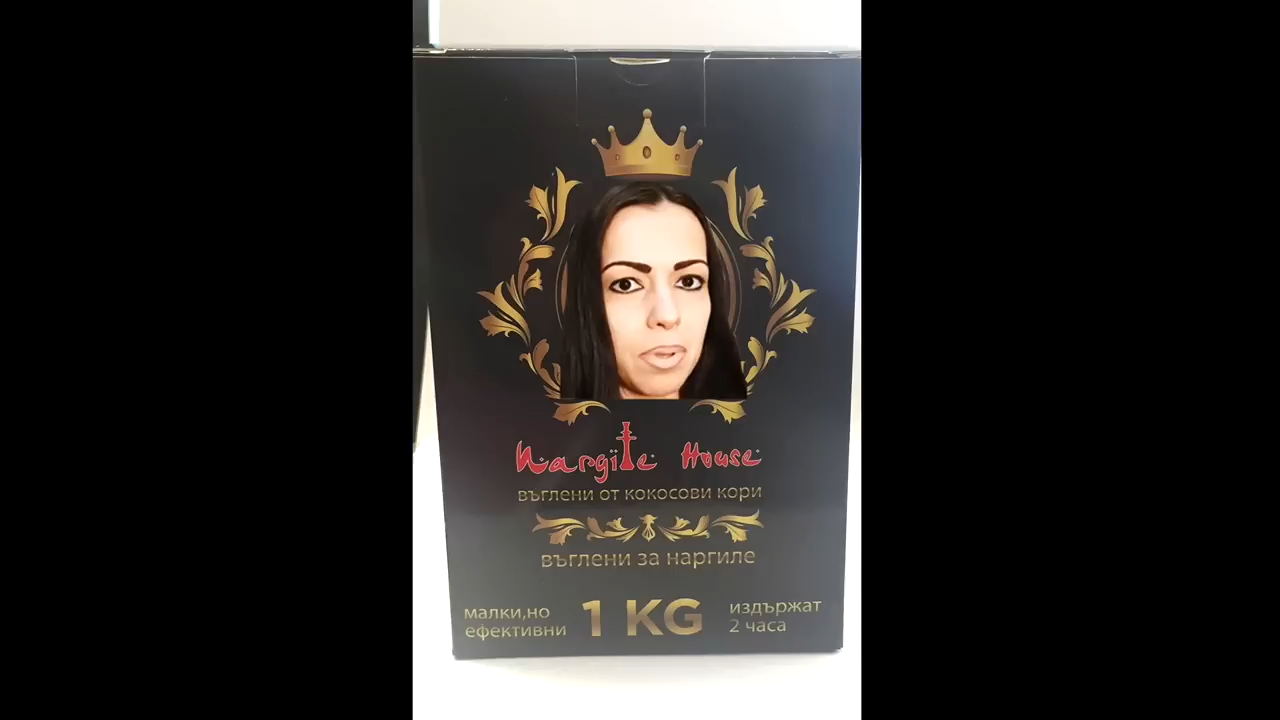 Nargile House
въглени от кокосови кори
въглени за наргиле
малки,но
ефективни
1 KG
издържат
2 часа